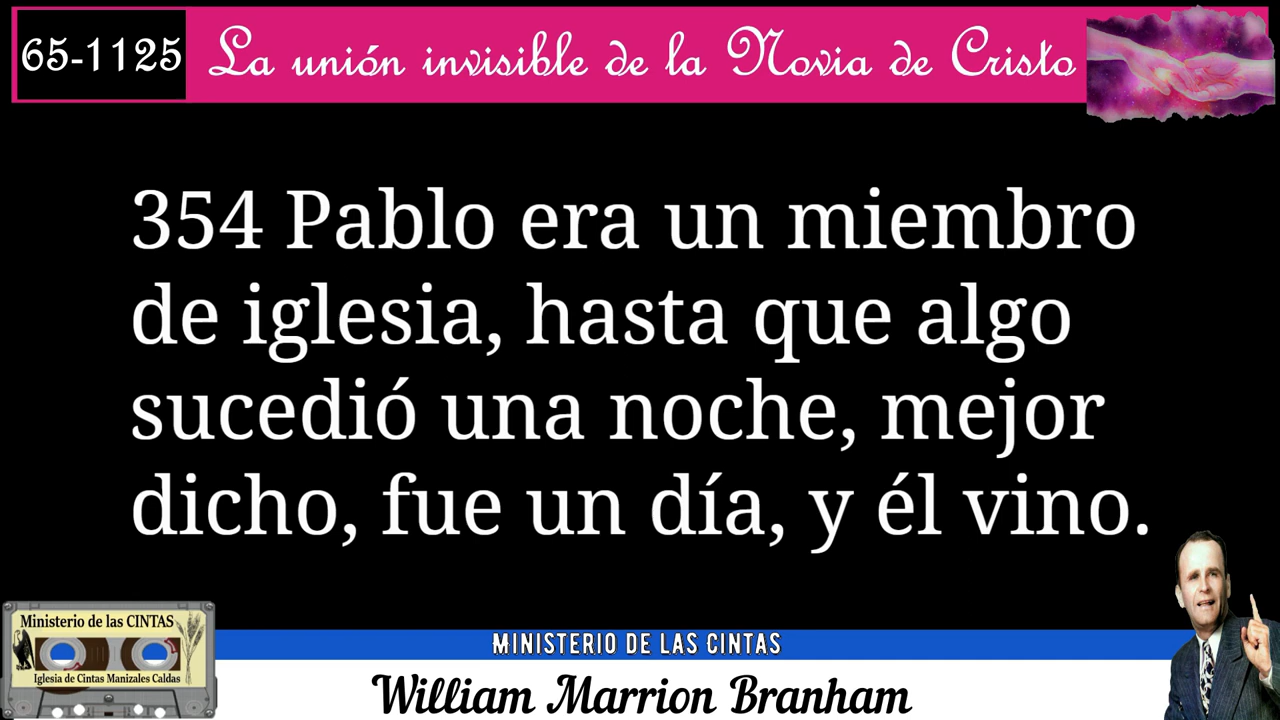 65-1125
La unión invisible de la Novia de Cristo
354 Pablo era un miembro
de iglesia, hasta que algo
sucedió una noche, mejor
dicho, fue un día, y él vino.
Ministerio de las CINTAS
Iglesia de Cintas Manizales Caldas
MINISTERIO DE LAS CINTAS
William Marrion Branham